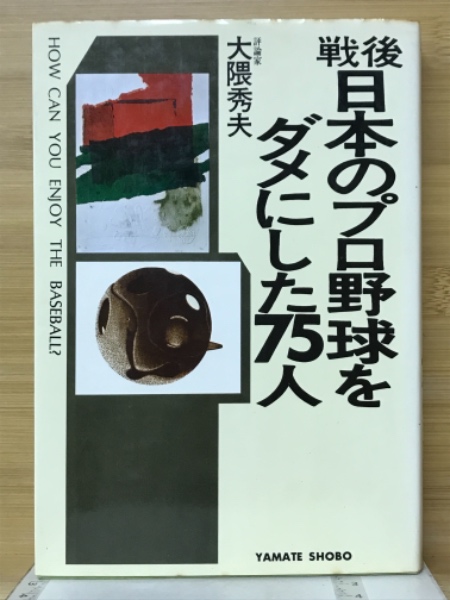 戦後
日本のプロ野球を
ダメにした75人
評論家
大隈秀夫
HOW CAN YOU ENJOY THE BASEBALL?
YAMATE SHOBO